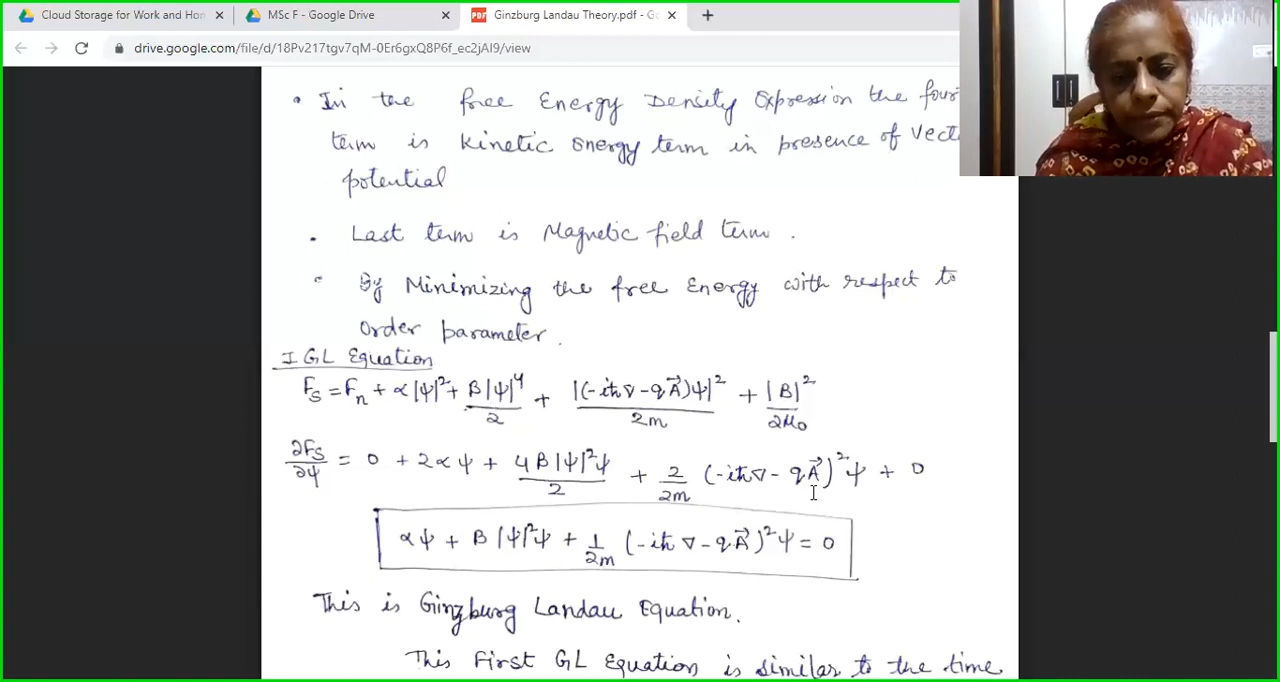 Cloud Storage for Work and Hon
MSc F - Google Drive
Ginzburg Landau Theory.pdf - Go
drive.google.com/file/d/18Pv217tgv7qM-0Er6gxQ8P6f_ec2jAI9/view
• In the free Energy Density Expression the four
term is kinetic energy term in presence of Vect
potential
• Last term is Magnetic field term .
• By Minimizing the free Energy with respect to
order parameter .
I GL Equation
Fs = Fn + α|ψ|² + β|ψ|⁴/2 + |(-iħ∇ - qA⃗)ψ|²/2m + |B|²/2μ₀
∂Fs/∂ψ = 0 + 2αψ + 4β|ψ|²ψ/2 + 2/2m (-iħ∇ - qA⃗)²ψ + 0
αψ + β|ψ|²ψ + 1/2m (-iħ∇ - qA⃗)²ψ = 0
This is Ginzburg Landau Equation.
This First GL Equation is similar to the time